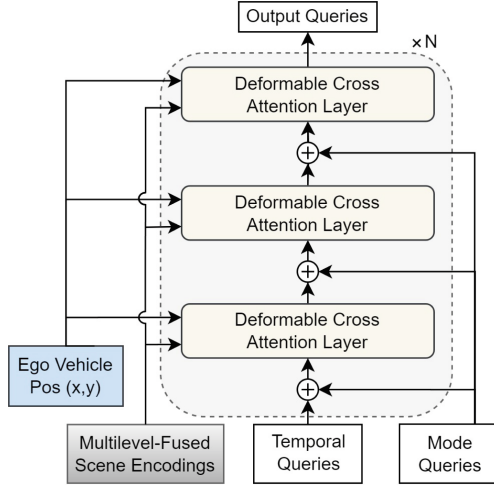 Output Queries
×N
Deformable Cross
Attention Layer
Deformable Cross
Attention Layer
Deformable Cross
Attention Layer
Ego Vehicle
Pos (x,y)
Multilevel-Fused
Scene Encodings
Temporal
Queries
Mode
Queries